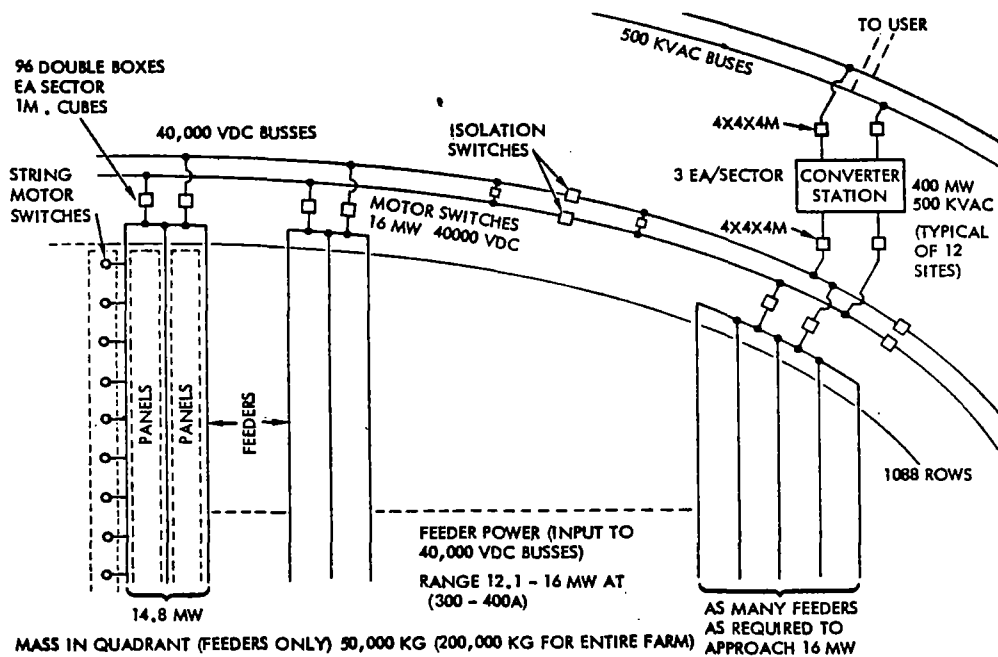 TO USER
500 KVAC BUSES
96 DOUBLE BOXES
EA SECTOR
1M. CUBES
40,000 VDC BUSSES
ISOLATION
SWITCHES
4X4X4M
STRING
MOTOR
SWITCHES
MOTOR SWITCHES
16 MW 40000 VDC
3 EA/SECTOR
CONVERTER
STATION
400 MW
500 KVAC
(TYPICAL
OF 12
SITES)
4X4X4M
PANELS
PANELS
FEEDERS
1088 ROWS
FEEDER POWER (INPUT TO
40,000 VDC BUSSES)
RANGE 12.1 - 16 MW AT
(300 - 400A)
14.8 MW
AS MANY FEEDERS
AS REQUIRED TO
APPROACH 16 MW
MASS IN QUADRANT (FEEDERS ONLY) 50,000 KG (200,000 KG FOR ENTIRE FARM)